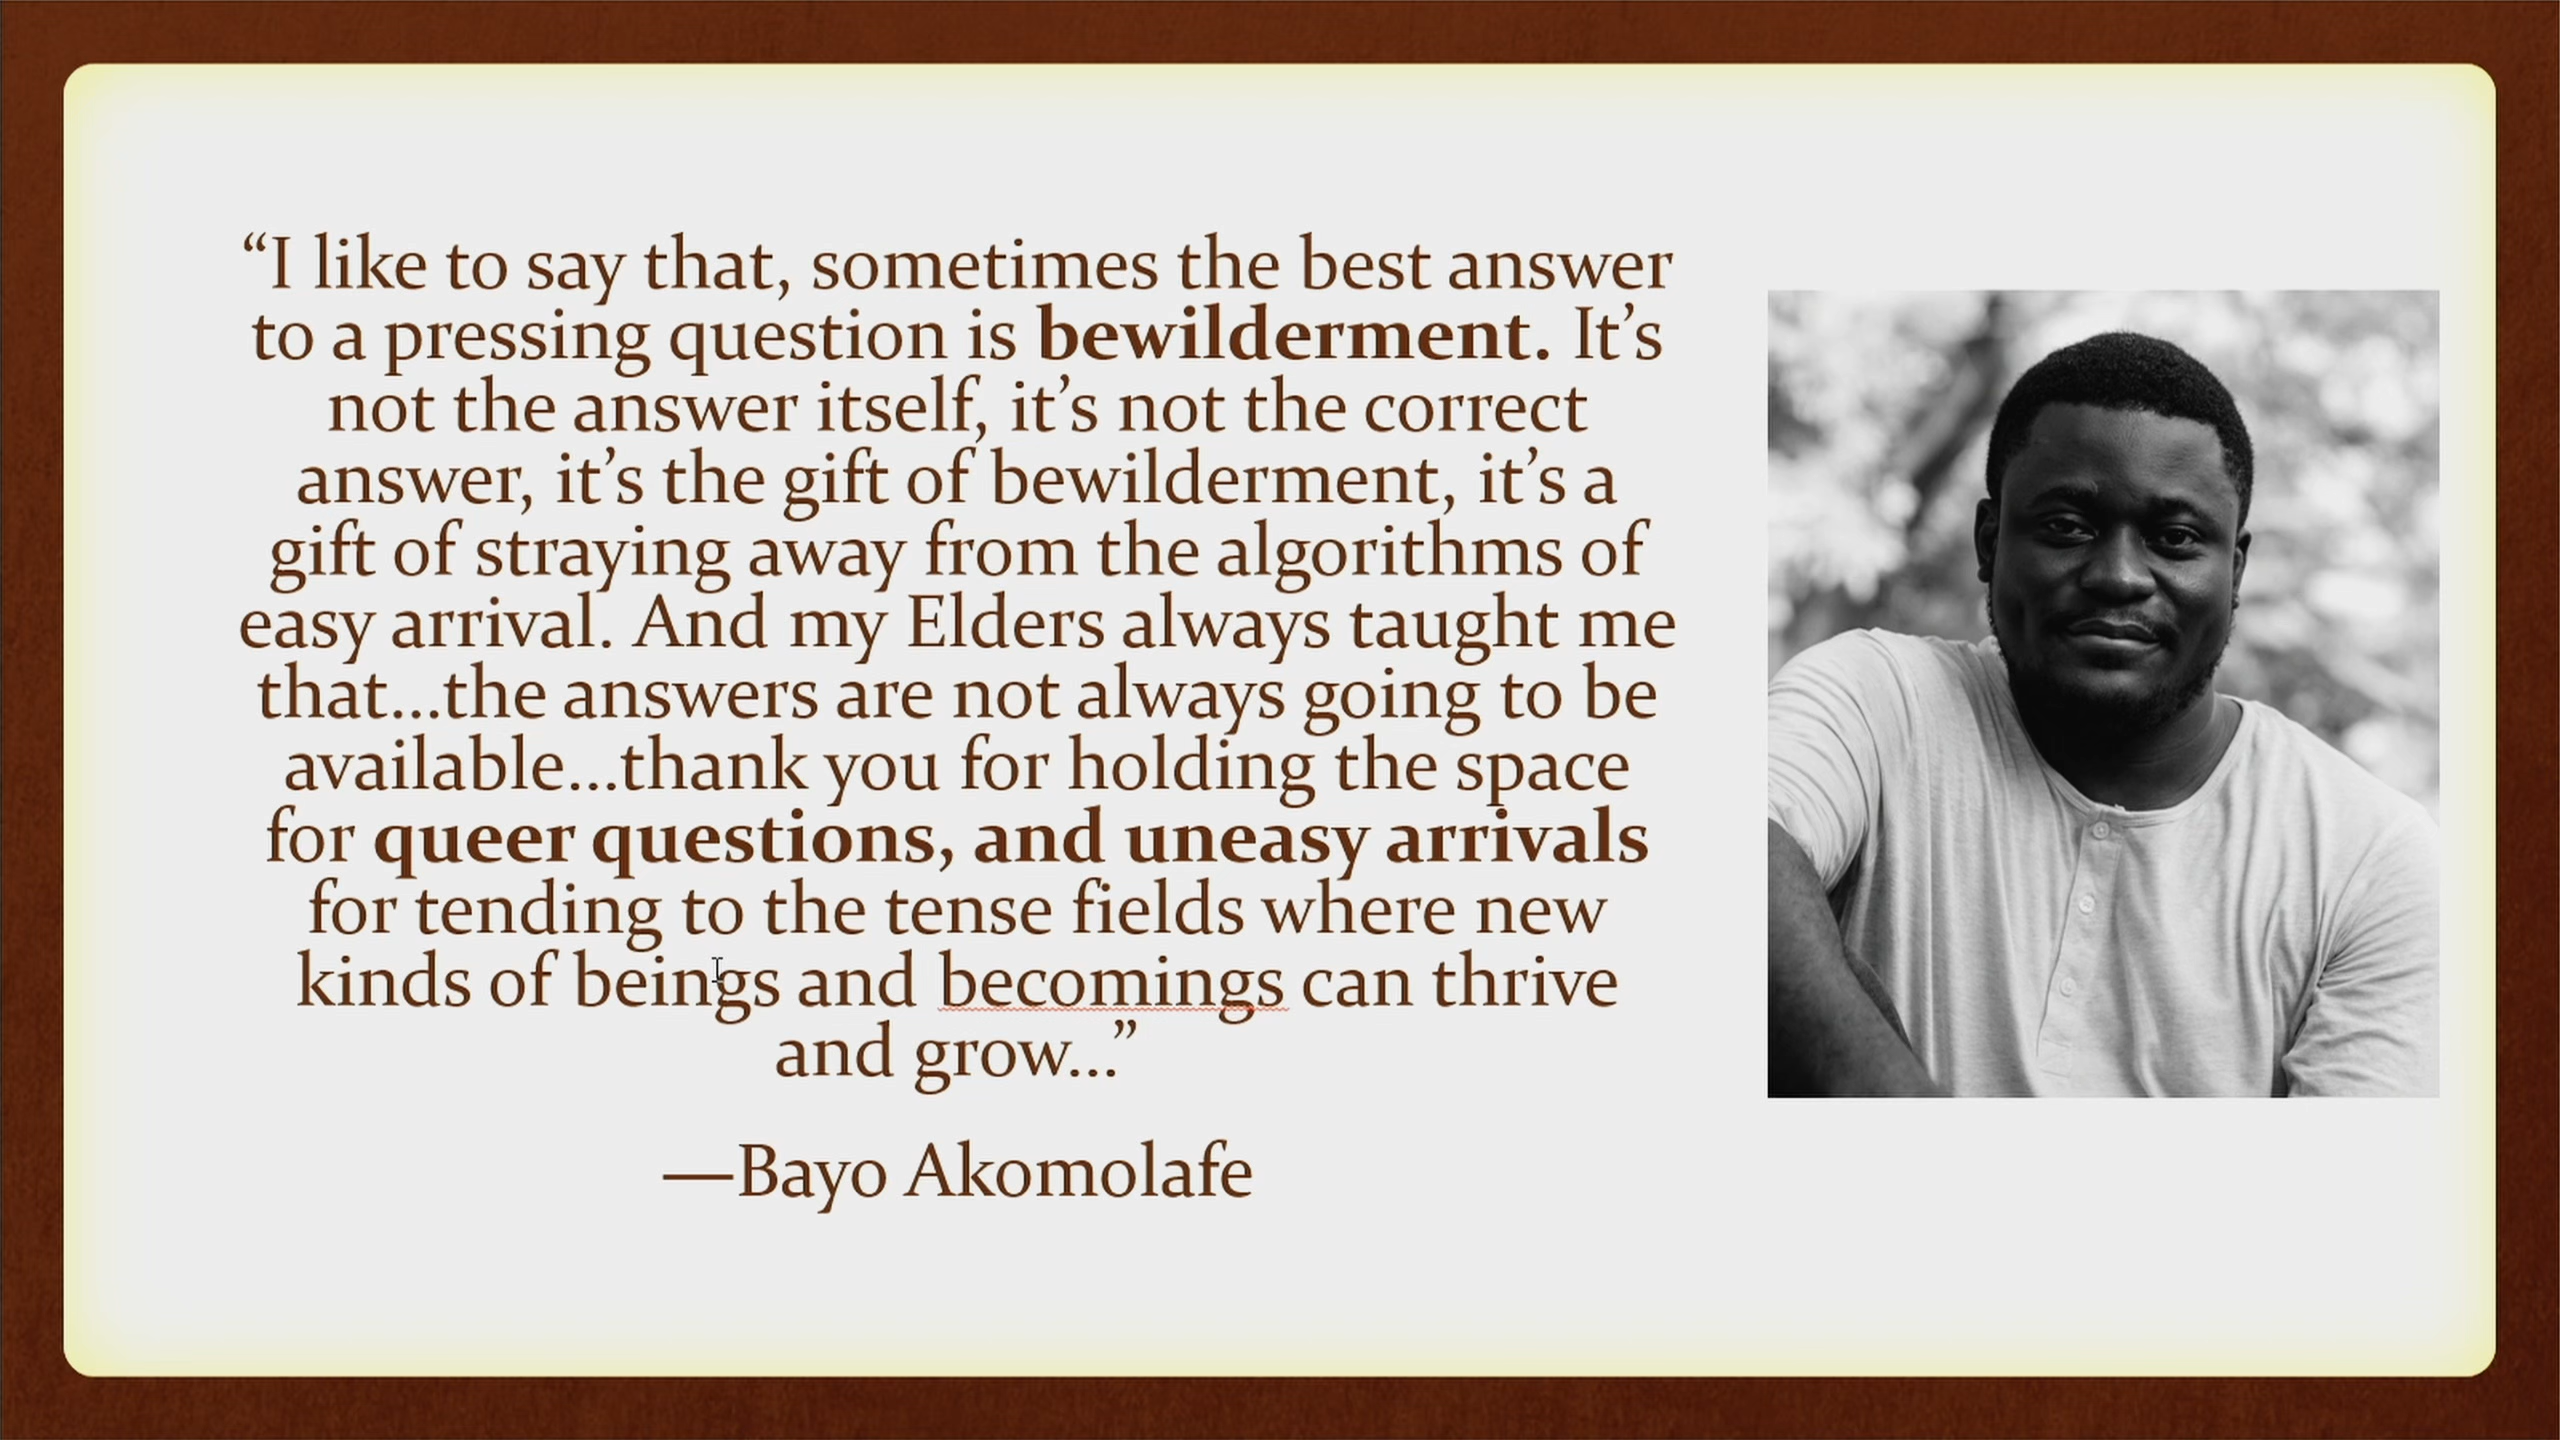 “I like to say that, sometimes the best answer
to a pressing question is bewilderment. It’s
not the answer itself, it’s not the correct
answer, it’s the gift of bewilderment, it’s a
gift of straying away from the algorithms of
easy arrival. And my Elders always taught me
that...the answers are not always going to be
available...thank you for holding the space
for queer questions, and uneasy arrivals
for tending to the tense fields where new
kinds of beings and becomings can thrive
and grow...”
—Bayo Akomolafe